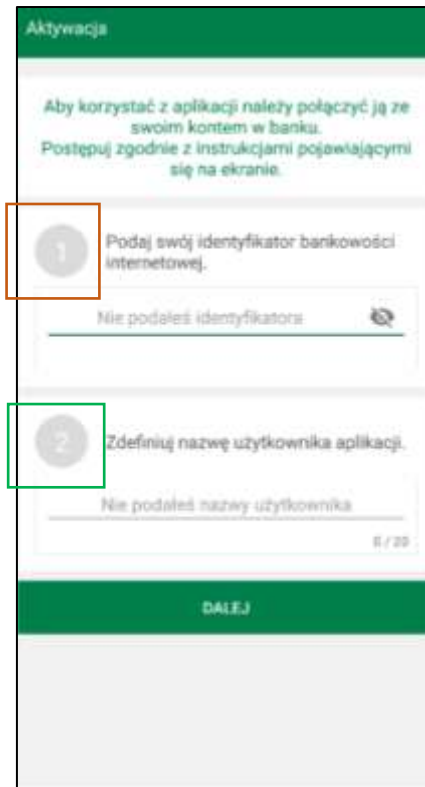 Aktywacja
Aby korzystać z aplikacji należy połączyć ją ze
swoim kontem w banku.
Postępuj zgodnie z instrukcjami pojawiającymi
się na ekranie.
1
Podaj swój identyfikator bankowości
internetowej.
Nie podałeś identyfikatora
2
Zdefiniuj nazwę użytkownika aplikacji.
Nie podałeś nazwy użytkownika
0 / 20
DALEJ